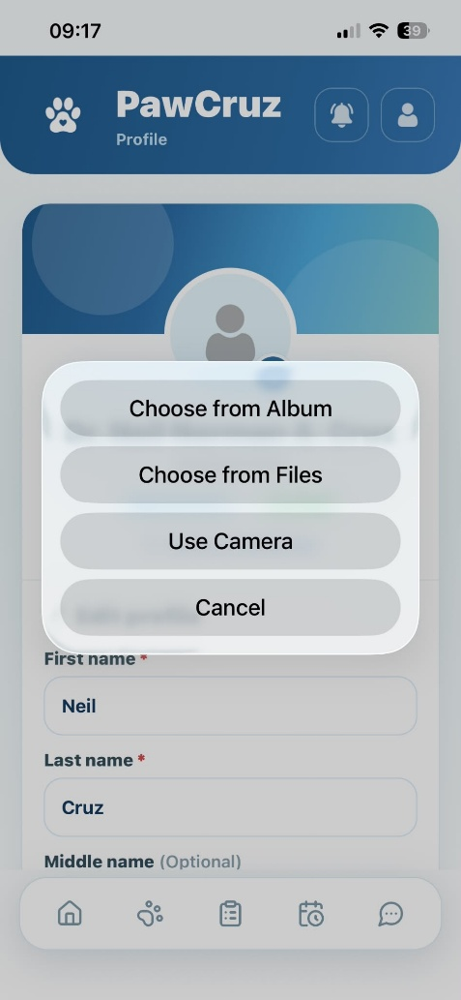 09:17
39
PawCruz
Profile
Choose from Album
Choose from Files
Use Camera
Cancel
First name *
Neil
Last name *
Cruz
Middle name (Optional)